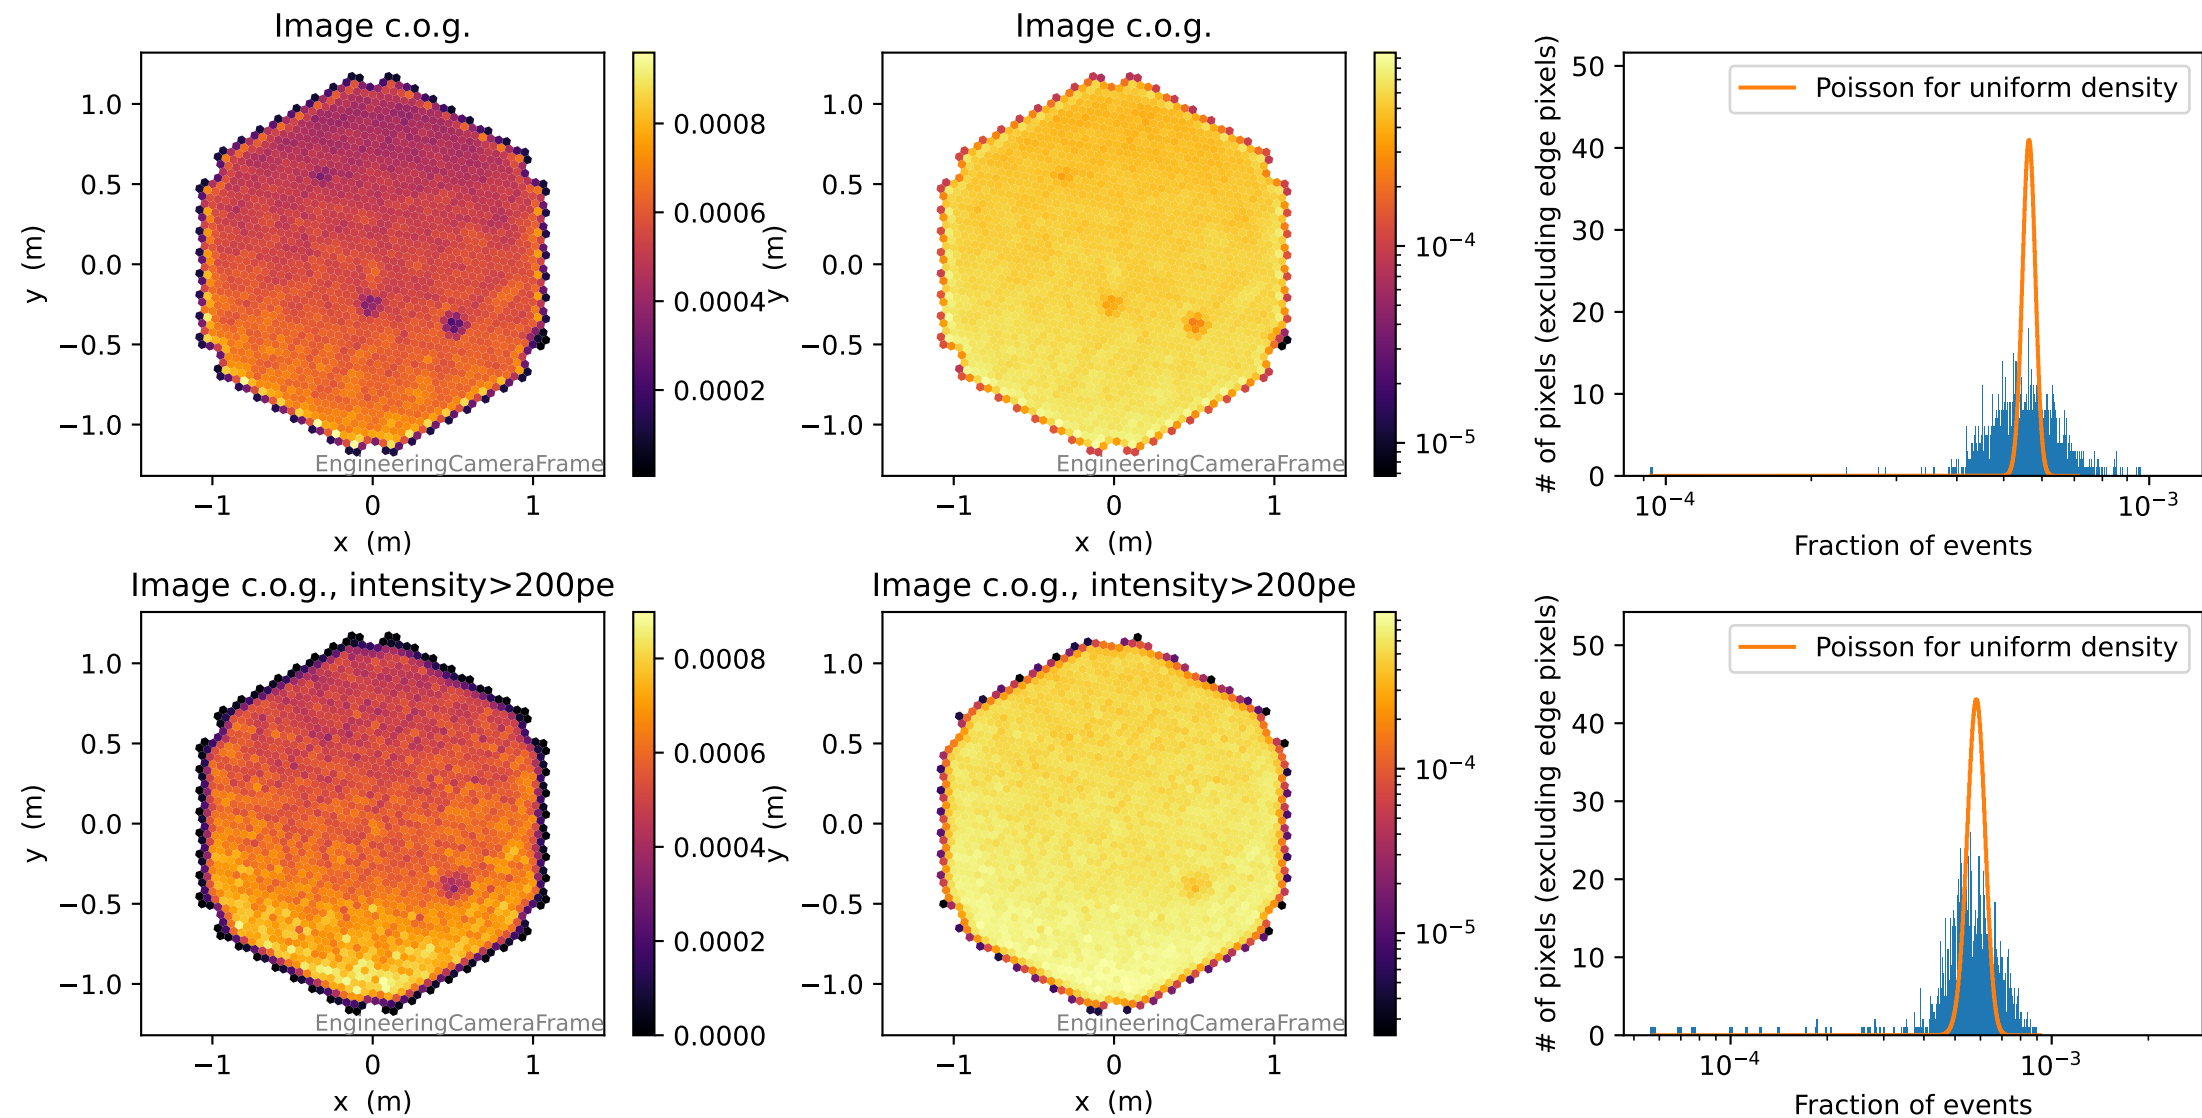 Image c.o.g.
1.0
0.5
0.0
−0.5
−1.0
y (m)
−1
0
1
x (m)
EngineeringCameraFrame
0.0008
0.0006
0.0004
0.0002
Image c.o.g.
1.0
0.5
0.0
−0.5
−1.0
y (m)
−1
0
1
x (m)
EngineeringCameraFrame
10⁻⁴
10⁻⁵
Poisson for uniform density
50
40
30
20
10
0
# of pixels (excluding edge pixels)
10⁻⁴
10⁻³
Fraction of events
Image c.o.g., intensity>200pe
1.0
0.5
0.0
−0.5
−1.0
y (m)
−1
0
1
x (m)
EngineeringCameraFrame
0.0008
0.0006
0.0004
0.0002
0.0000
Image c.o.g., intensity>200pe
1.0
0.5
0.0
−0.5
−1.0
y (m)
−1
0
1
x (m)
EngineeringCameraFrame
10⁻⁴
10⁻⁵
Poisson for uniform density
50
40
30
20
10
0
# of pixels (excluding edge pixels)
10⁻⁴
10⁻³
Fraction of events